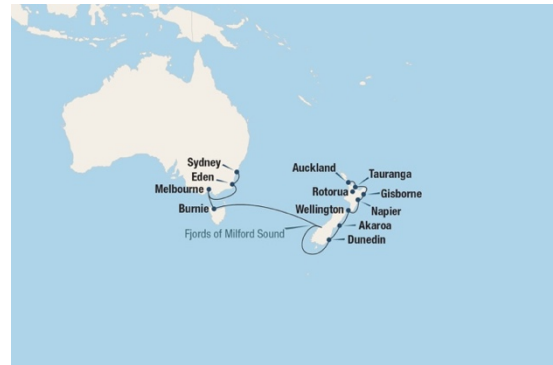 Sydney
Eden
Melbourne
Burnie
Fjords of Milford Sound
Auckland
Tauranga
Rotorua
Gisborne
Napier
Wellington
Akaroa
Dunedin